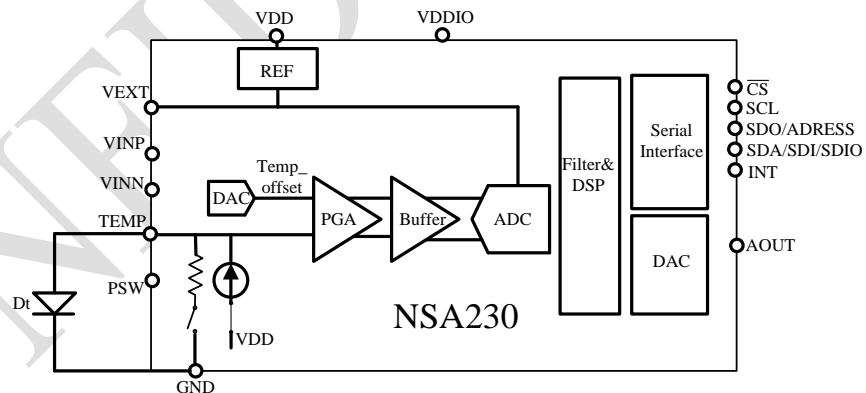 VDD
VDDIO
REF
VEXT
VINP
VINN
TEMP
PSW
Dt
GND
Temp_
offset
DAC
PGA
Buffer
ADC
VDD
NSA230
Filter&
DSP
Serial
Interface
DAC
CS
SCL
SDO/ADRESS
SDA/SDI/SDIO
INT
AOUT